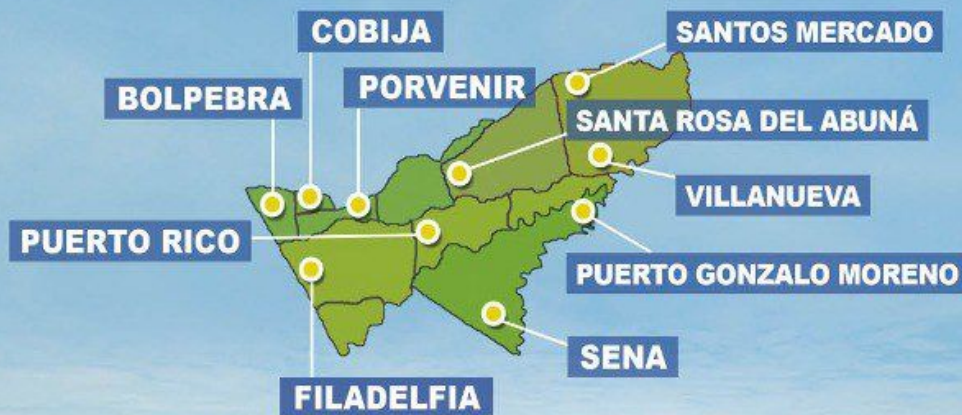 COBIJA
SANTOS MERCADO
BOLPEBRA
PORVENIR
SANTA ROSA DEL ABUNÁ
VILLANUEVA
PUERTO RICO
PUERTO GONZALO MORENO
SENA
FILADELFIA